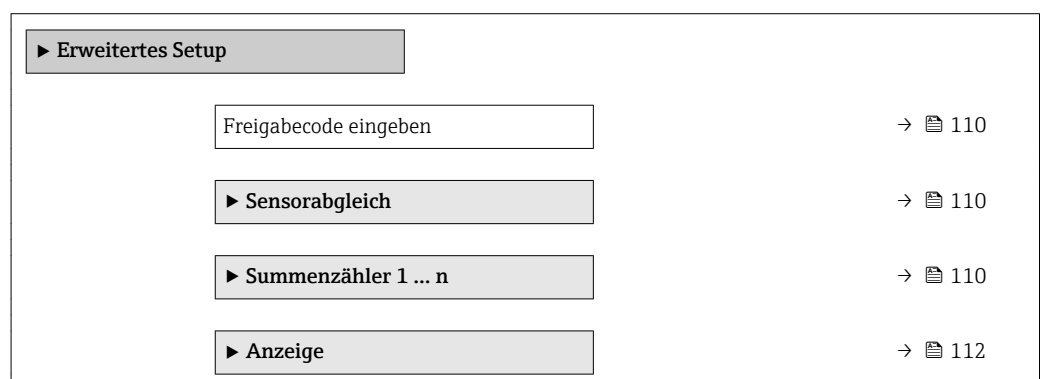 ▶ Erweitertes Setup
Freigabecode eingeben → 110
▶ Sensorabgleich → 110
▶ Summenzähler 1 … n → 110
▶ Anzeige → 112